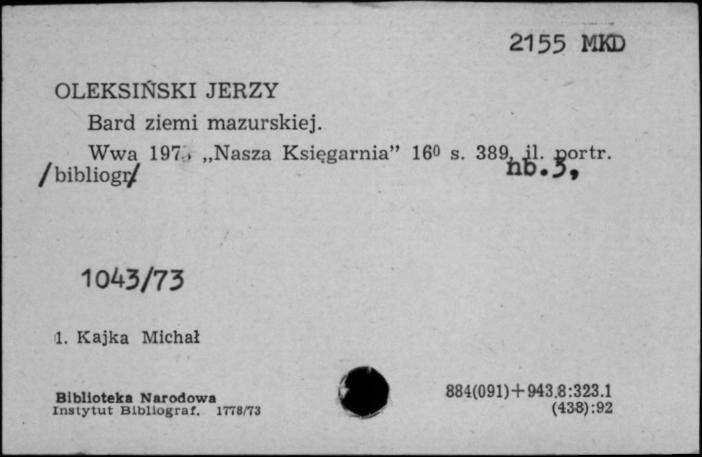 2155 MKD
OLEKSIŃSKI JERZY
Bard ziemi mazurskiej.
Wwa „Nasza Księgarnia” 16⁰ s. 389, il. portr.
nb.3,
/bibliogr/
1043/73
1. Kajka Michał
Biblioteka Narodowa
Instytut Bibliograf. 1778/73
884(091)+943.8:323.1
(438):92